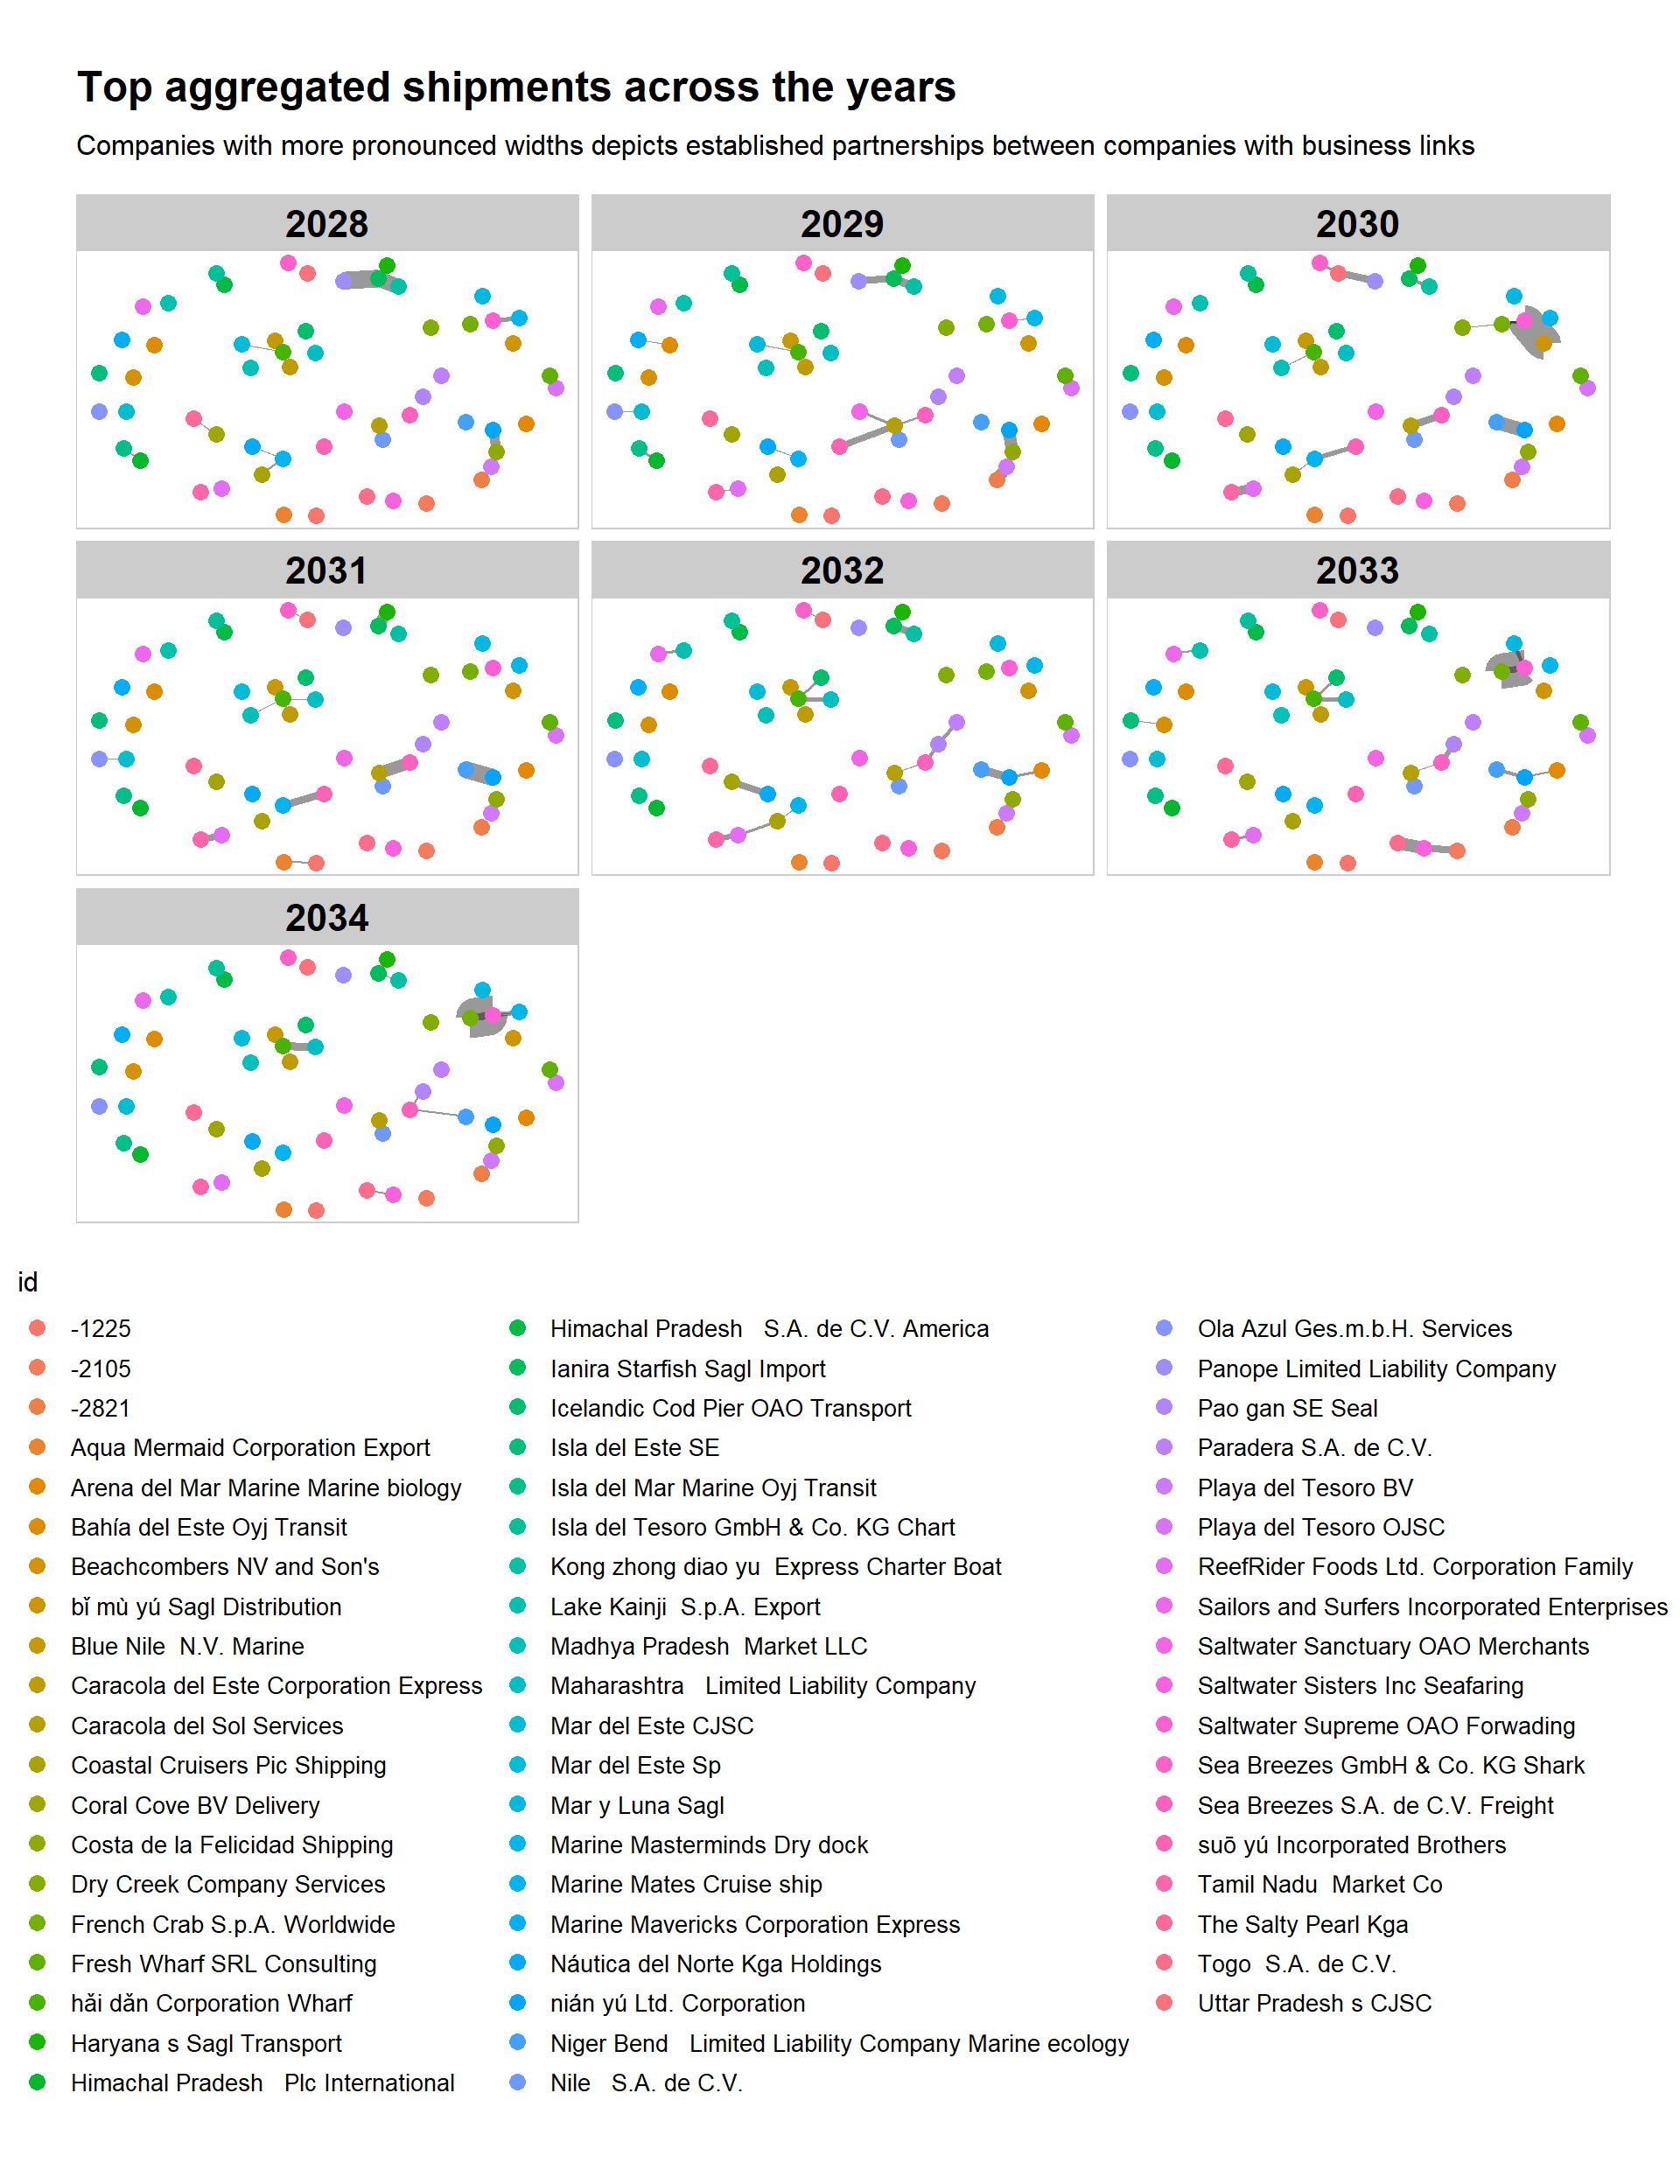 Top aggregated shipments across the years
Companies with more pronounced widths depicts established partnerships between companies with business links
2028
2029
2030
2031
2032
2033
2034
id
-1225
-2105
-2821
Aqua Mermaid Corporation Export
Arena del Mar Marine Marine biology
Bahía del Este Oyj Transit
Beachcombers NV and Son's
bǐ mù yú Sagl Distribution
Blue Nile N.V. Marine
Caracola del Este Corporation Express
Caracola del Sol Services
Coastal Cruisers Pic Shipping
Coral Cove BV Delivery
Costa de la Felicidad Shipping
Dry Creek Company Services
French Crab S.p.A. Worldwide
Fresh Wharf SRL Consulting
hǎi dǎn Corporation Wharf
Haryana s Sagl Transport
Himachal Pradesh Plc International
Himachal Pradesh S.A. de C.V. America
Ianira Starfish Sagl Import
Icelandic Cod Pier OAO Transport
Isla del Este SE
Isla del Mar Marine Oyj Transit
Isla del Tesoro GmbH & Co. KG Chart
Kong zhong diao yu Express Charter Boat
Lake Kainji S.p.A. Export
Madhya Pradesh Market LLC
Maharashtra Limited Liability Company
Mar del Este CJSC
Mar del Este Sp
Mar y Luna Sagl
Marine Masterminds Dry dock
Marine Mates Cruise ship
Marine Mavericks Corporation Express
Náutica del Norte Kga Holdings
nián yú Ltd. Corporation
Niger Bend Limited Liability Company Marine ecology
Nile S.A. de C.V.
Ola Azul Ges.m.b.H. Services
Panope Limited Liability Company
Pao gan SE Seal
Paradera S.A. de C.V.
Playa del Tesoro BV
Playa del Tesoro OJSC
ReefRider Foods Ltd. Corporation Family
Sailors and Surfers Incorporated Enterprises
Saltwater Sanctuary OAO Merchants
Saltwater Sisters Inc Seafaring
Saltwater Supreme OAO Forwading
Sea Breezes GmbH & Co. KG Shark
Sea Breezes S.A. de C.V. Freight
suō yú Incorporated Brothers
Tamil Nadu Market Co
The Salty Pearl Kga
Togo S.A. de C.V.
Uttar Pradesh s CJSC